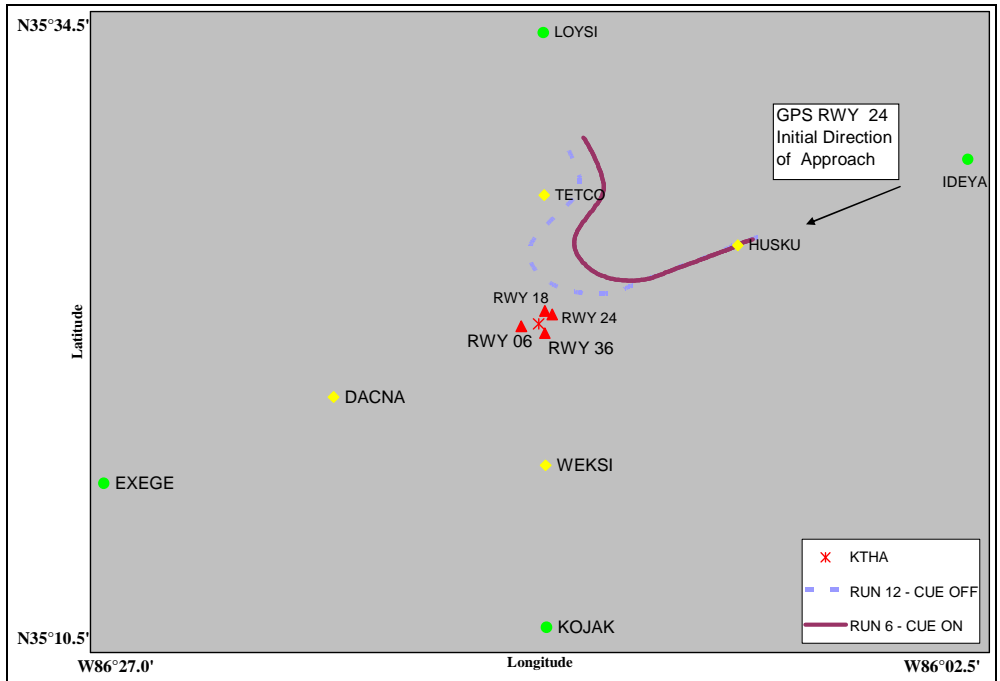 N35°34.5'
LOYSI
GPS RWY 24
Initial Direction
of Approach
IDEYA
TETCO
HUSKU
RWY 18
RWY 24
RWY 06
RWY 36
Latitude
DACNA
WEKSI
EXEGE
KTHA
RUN 12 - CUE OFF
RUN 6 - CUE ON
KOJAK
N35°10.5'
W86°27.0'
Longitude
W86°02.5'